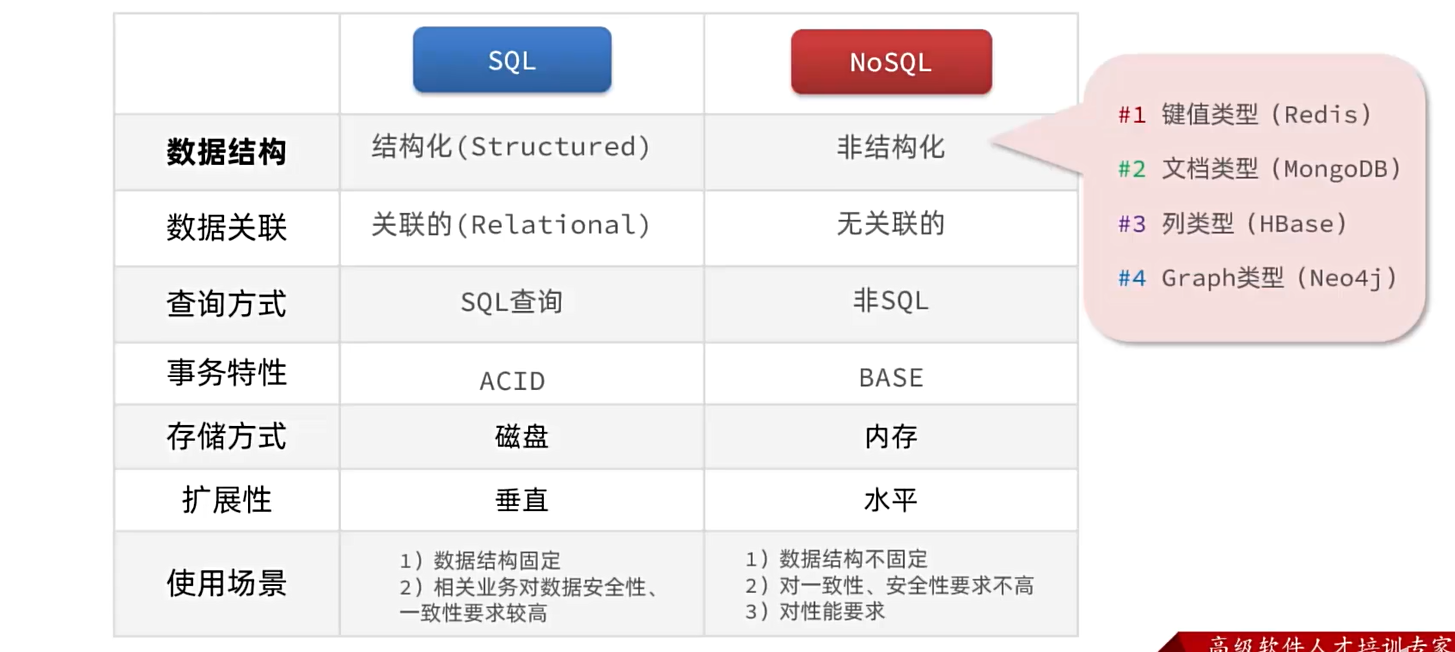 SQL
NoSQL
数据结构
结构化(Structured)
非结构化
数据关联
关联的(Relational)
无关联的
查询方式
SQL查询
非SQL
事务特性
ACID
BASE
存储方式
磁盘
内存
扩展性
垂直
水平
使用场景
1）数据结构固定
2）相关业务对数据安全性、
一致性要求较高
1）数据结构不固定
2）对一致性、安全性要求不高
3）对性能要求
#1 键值类型（Redis）
#2 文档类型（MongoDB）
#3 列类型（HBase）
#4 Graph类型（Neo4j）
高级软件人才培训专家